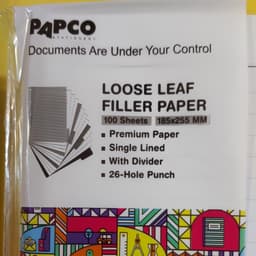 PAPCO
STATIONERY
Documents Are Under Your Control
LOOSE LEAF
FILLER PAPER
100 Sheets 185x255 MM
Premium Paper
Single Lined
With Divider
26-Hole Punch